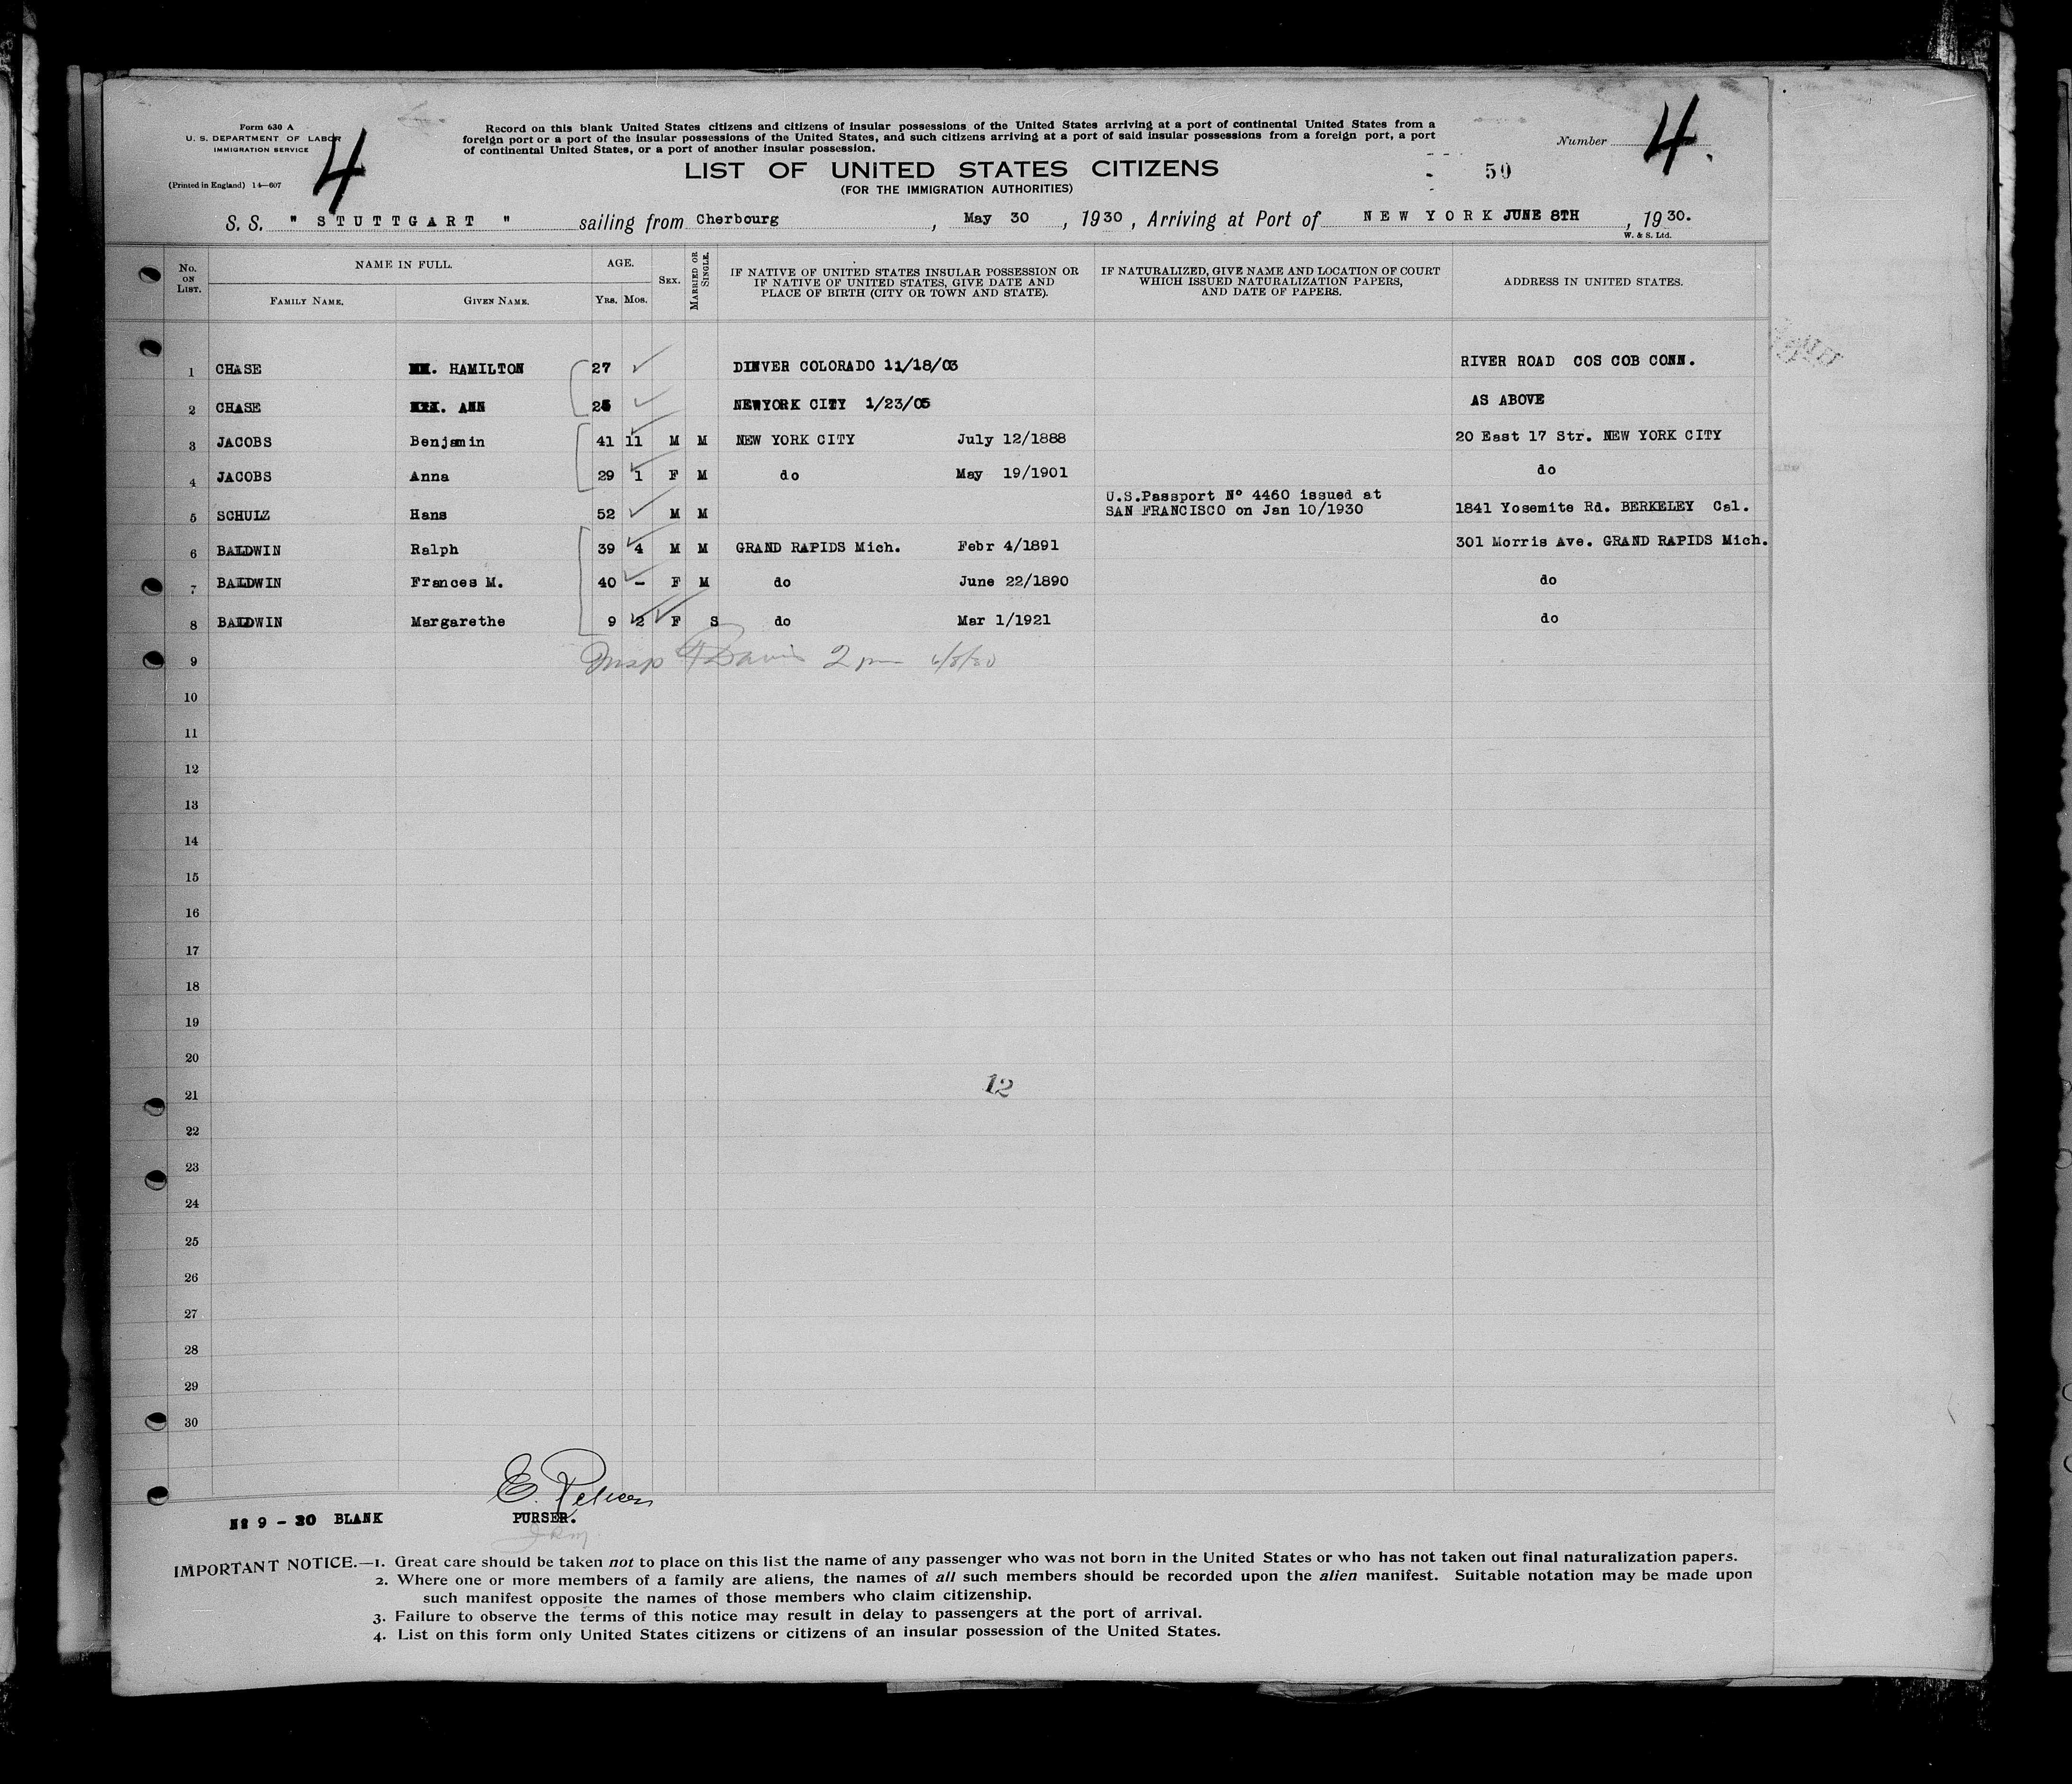 Form 630 A
U. S. DEPARTMENT OF LABOR
IMMIGRATION SERVICE
(Printed in England) 14—607
4
Record on this blank United States citizens and citizens of insular possessions of the United States arriving at a port of continental United States from a
foreign port or a port of the insular possessions of the United States, and such citizens arriving at a port of said insular possessions from a foreign port, a port
of continental United States, or a port of another insular possession.
Number 4.
LIST OF UNITED STATES CITIZENS
(FOR THE IMMIGRATION AUTHORITIES)
50
S. S. " STUTTGART " sailing from Cherbourg, May 30, 1930, Arriving at Port of NEW YORK JUNE 8TH, 1930.
W. & S. Ltd.
No. ON LIST. NAME IN FULL. AGE. SEX. MARRIED OR SINGLE. IF NATIVE OF UNITED STATES INSULAR POSSESSION OR IF NATIVE OF UNITED STATES, GIVE DATE AND PLACE OF BIRTH (CITY OR TOWN AND STATE). IF NATURALIZED, GIVE NAME AND LOCATION OF COURT WHICH ISSUED NATURALIZATION PAPERS, AND DATE OF PAPERS. ADDRESS IN UNITED STATES.
FAMILY NAME. GIVEN NAME. YRS. MOS.
1 CHASE HAMILTON 27 DENVER COLORADO 11/18/03 RIVER ROAD COS COB CONN.
2 CHASE ANN NEWYORK CITY 1/23/05 AS ABOVE
3 JACOBS Benjamin 41 11 M M NEW YORK CITY July 12/1888 20 East 17 Str. NEW YORK CITY
4 JACOBS Anna 29 1 F M do May 19/1901 do
5 SCHULZ Hans 52 M M U.S.Passport Nº 4460 issued at SAN FRANCISCO on Jan 10/1930 1841 Yosemite Rd. BERKELEY Cal.
6 BALDWIN Ralph 39 4 M M GRAND RAPIDS Mich. Febr 4/1891 301 Morris Ave. GRAND RAPIDS Mich.
7 BALDWIN Frances M. 40 - F M do June 22/1890 do
8 BALDWIN Margarethe 9 2 F S do Mar 1/1921 do
9 Insp Davis 2 pm 6/8/30
10
11
12
13
14
15
16
17
18
19
20
12
21
22
23
24
25
26
27
28
29
30
E.
Nº 9 - 30 BLANK PURSER.
IMPORTANT NOTICE.—1. Great care should be taken not to place on this list the name of any passenger who was not born in the United States or who has not taken out final naturalization papers.
2. Where one or more members of a family are aliens, the names of all such members should be recorded upon the alien manifest. Suitable notation may be made upon
such manifest opposite the names of those members who claim citizenship.
3. Failure to observe the terms of this notice may result in delay to passengers at the port of arrival.
4. List on this form only United States citizens or citizens of an insular possession of the United States.